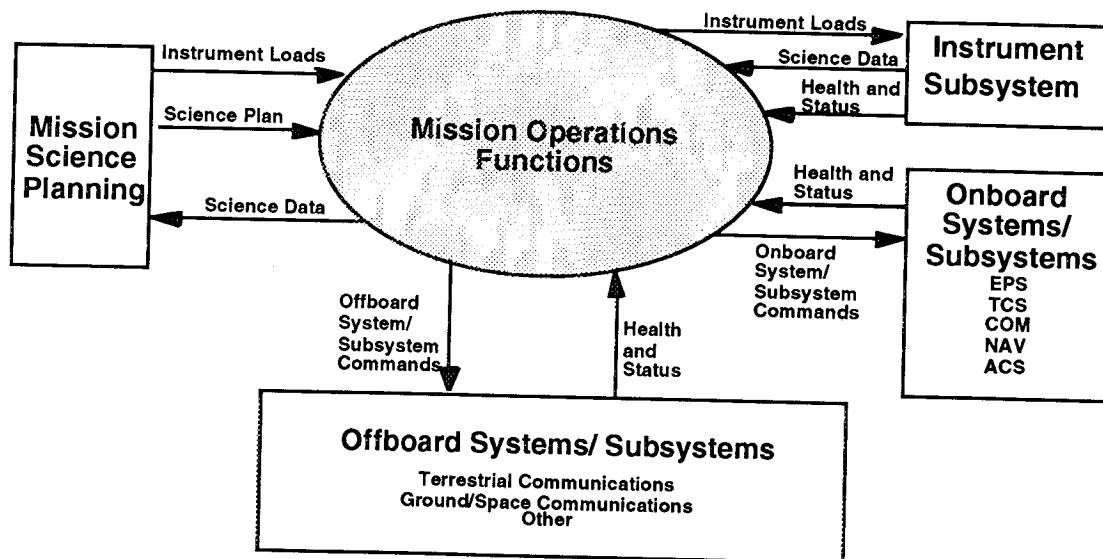 Instrument Loads
Science Plan
Science Data
Mission
Science
Planning
Mission Operations
Functions
Instrument Loads
Science Data
Health and
Status
Instrument
Subsystem
Health and
Status
Onboard
System/
Subsystem
Commands
Onboard
Systems/
Subsystems
EPS
TCS
COM
NAV
ACS
Offboard
System/
Subsystem
Commands
Health
and
Status
Offboard Systems/ Subsystems
Terrestrial Communications
Ground/Space Communications
Other